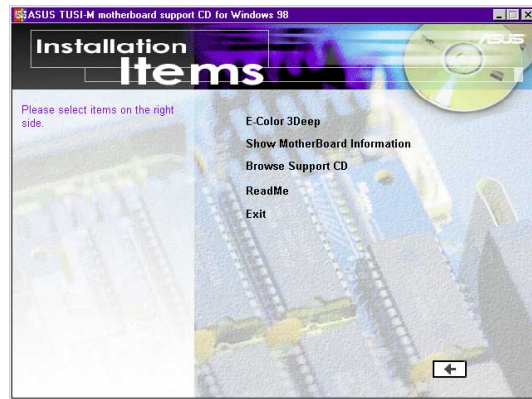 ASUS TUSI-M motherboard support CD for Windows 98
Installation
Items
ASUS
Please select items on the right
side.
E-Color 3Deep
Show MotherBoard Information
Browse Support CD
ReadMe
Exit